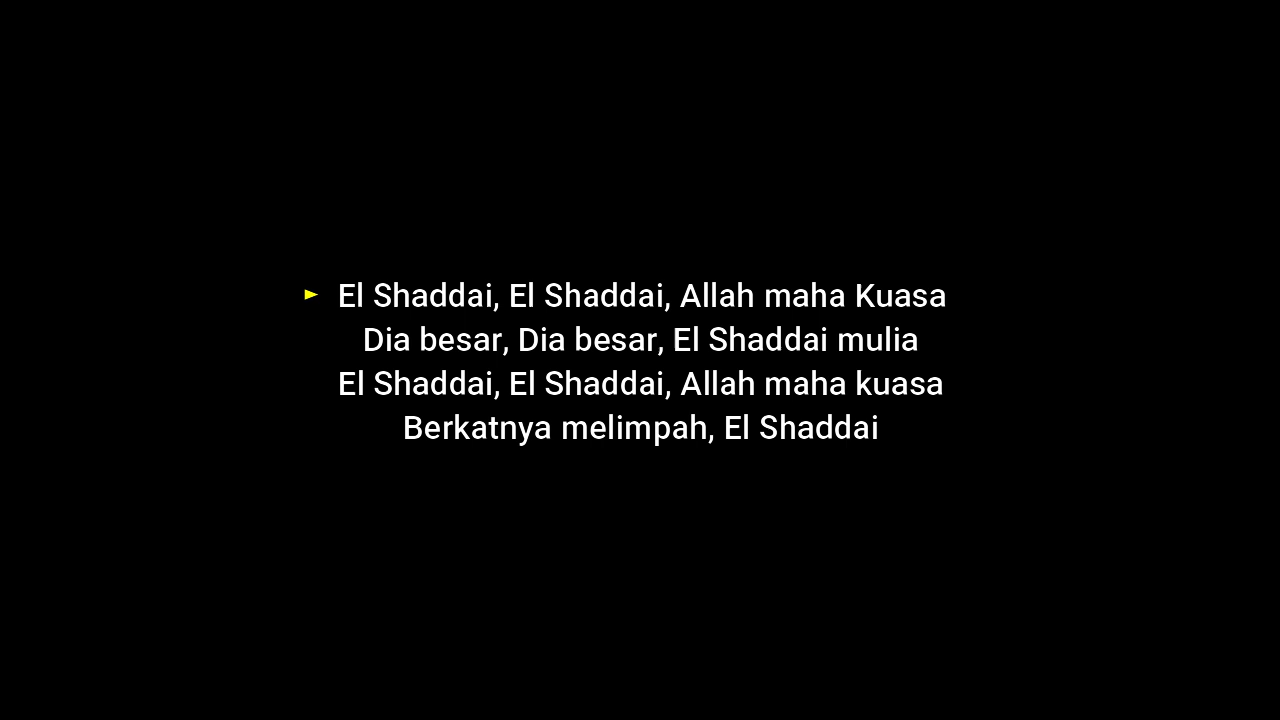 ► El Shaddai, El Shaddai, Allah maha Kuasa
Dia besar, Dia besar, El Shaddai mulia
El Shaddai, El Shaddai, Allah maha kuasa
Berkatnya melimpah, El Shaddai